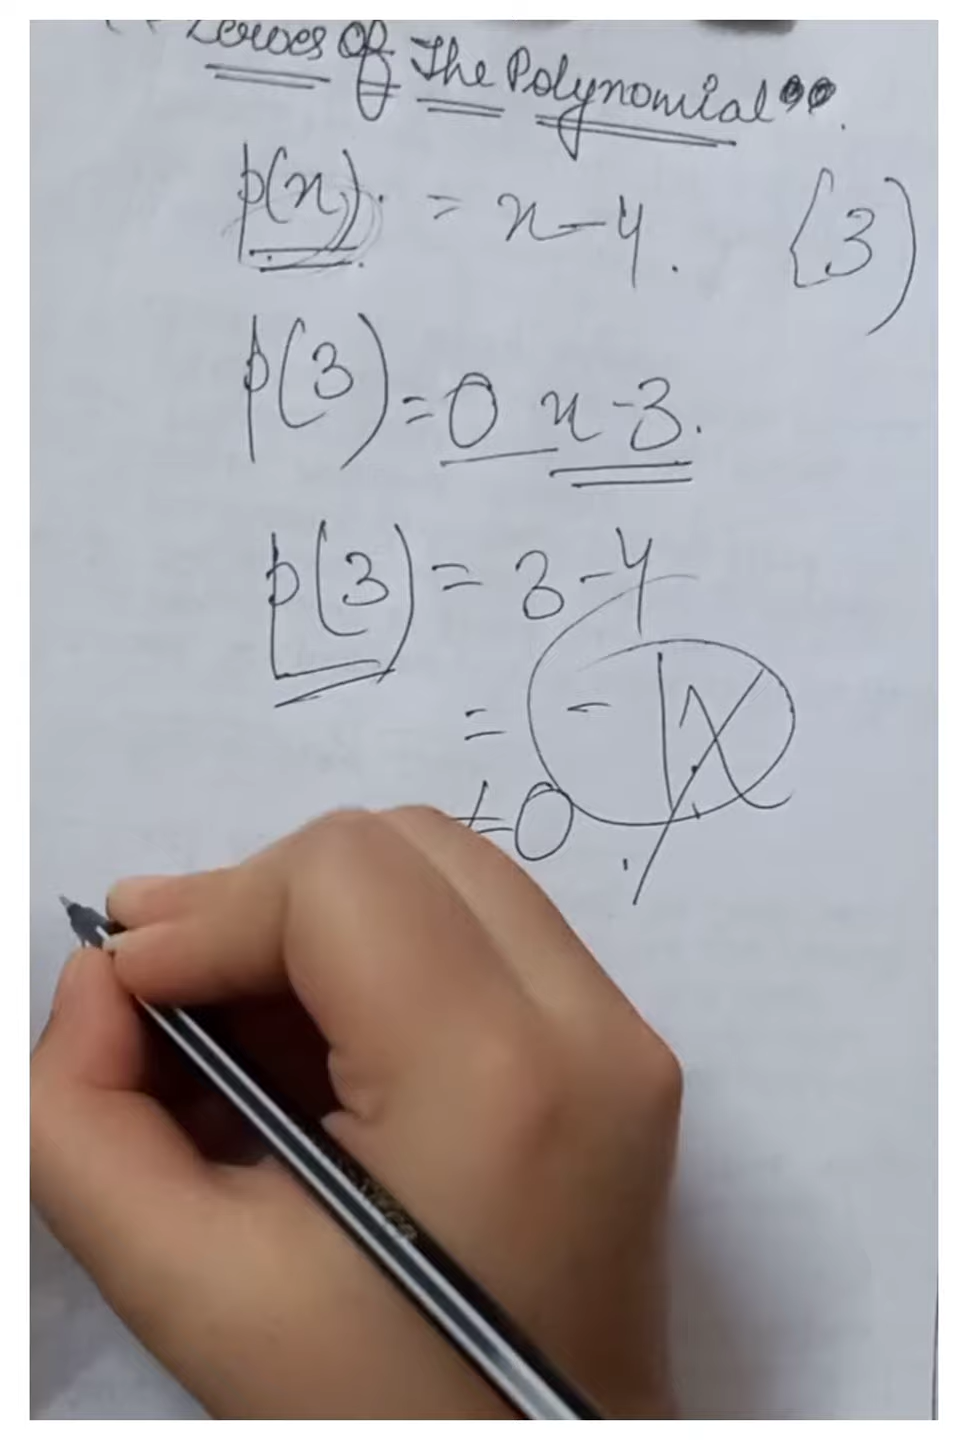 Zeroes Of The Polynomial
p(x) = x-4. (3)
p(3) = 0 x-3.
p(3) = 3-4
= -1
≠0